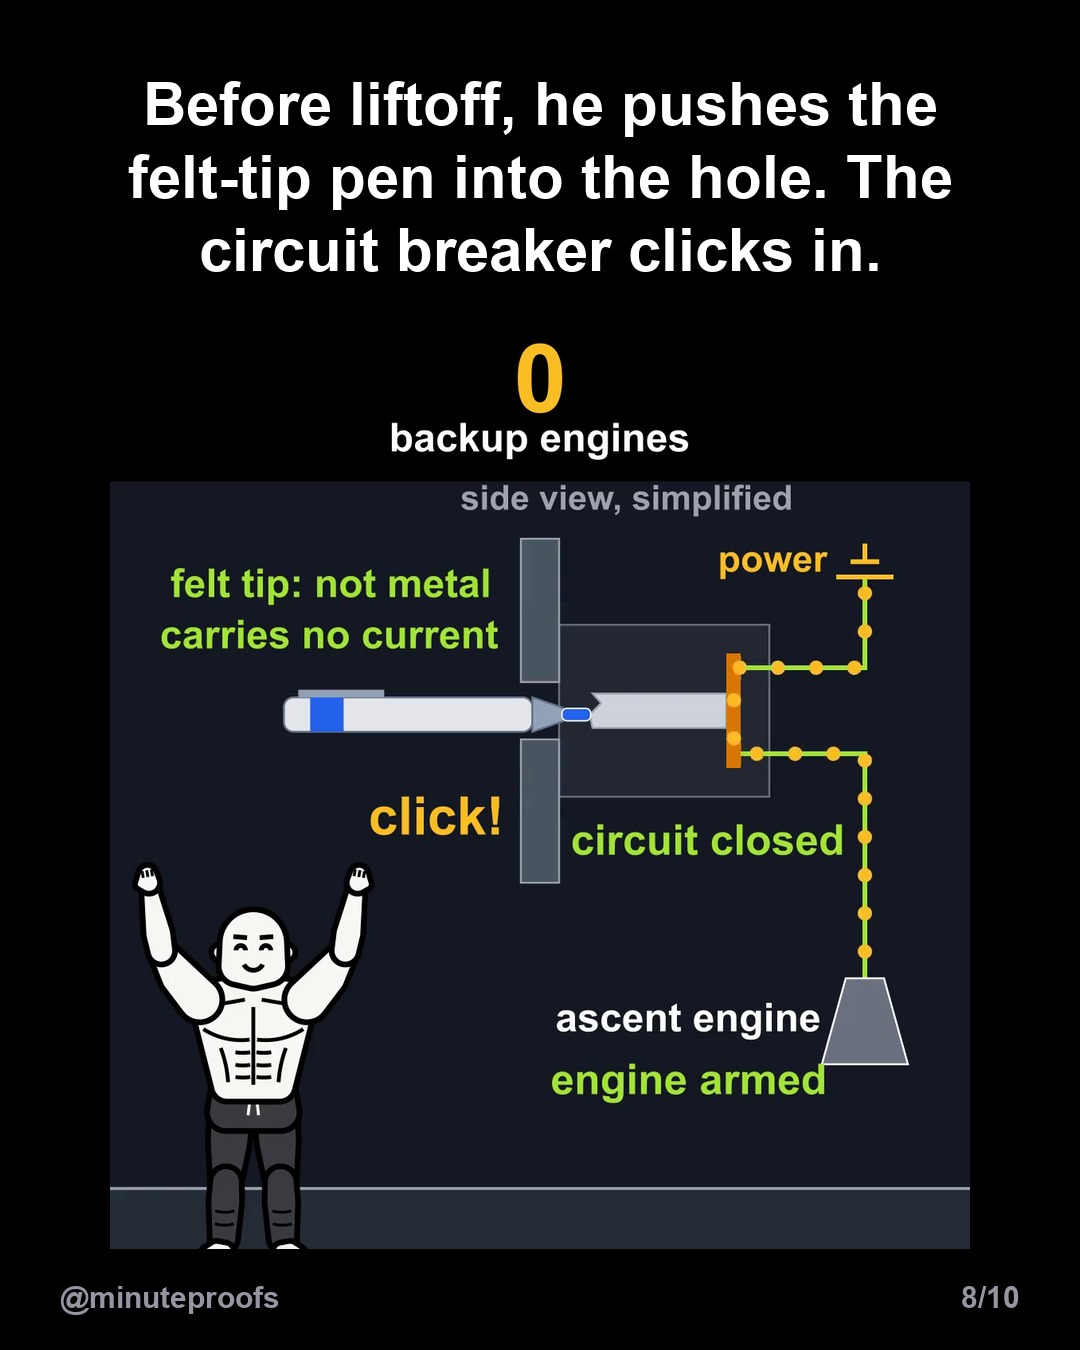 Before liftoff, he pushes the
felt-tip pen into the hole. The
circuit breaker clicks in.
0
backup engines
side view, simplified
power
felt tip: not metal
carries no current
click!
circuit closed
ascent engine
engine armed
@minuteproofs
8/10